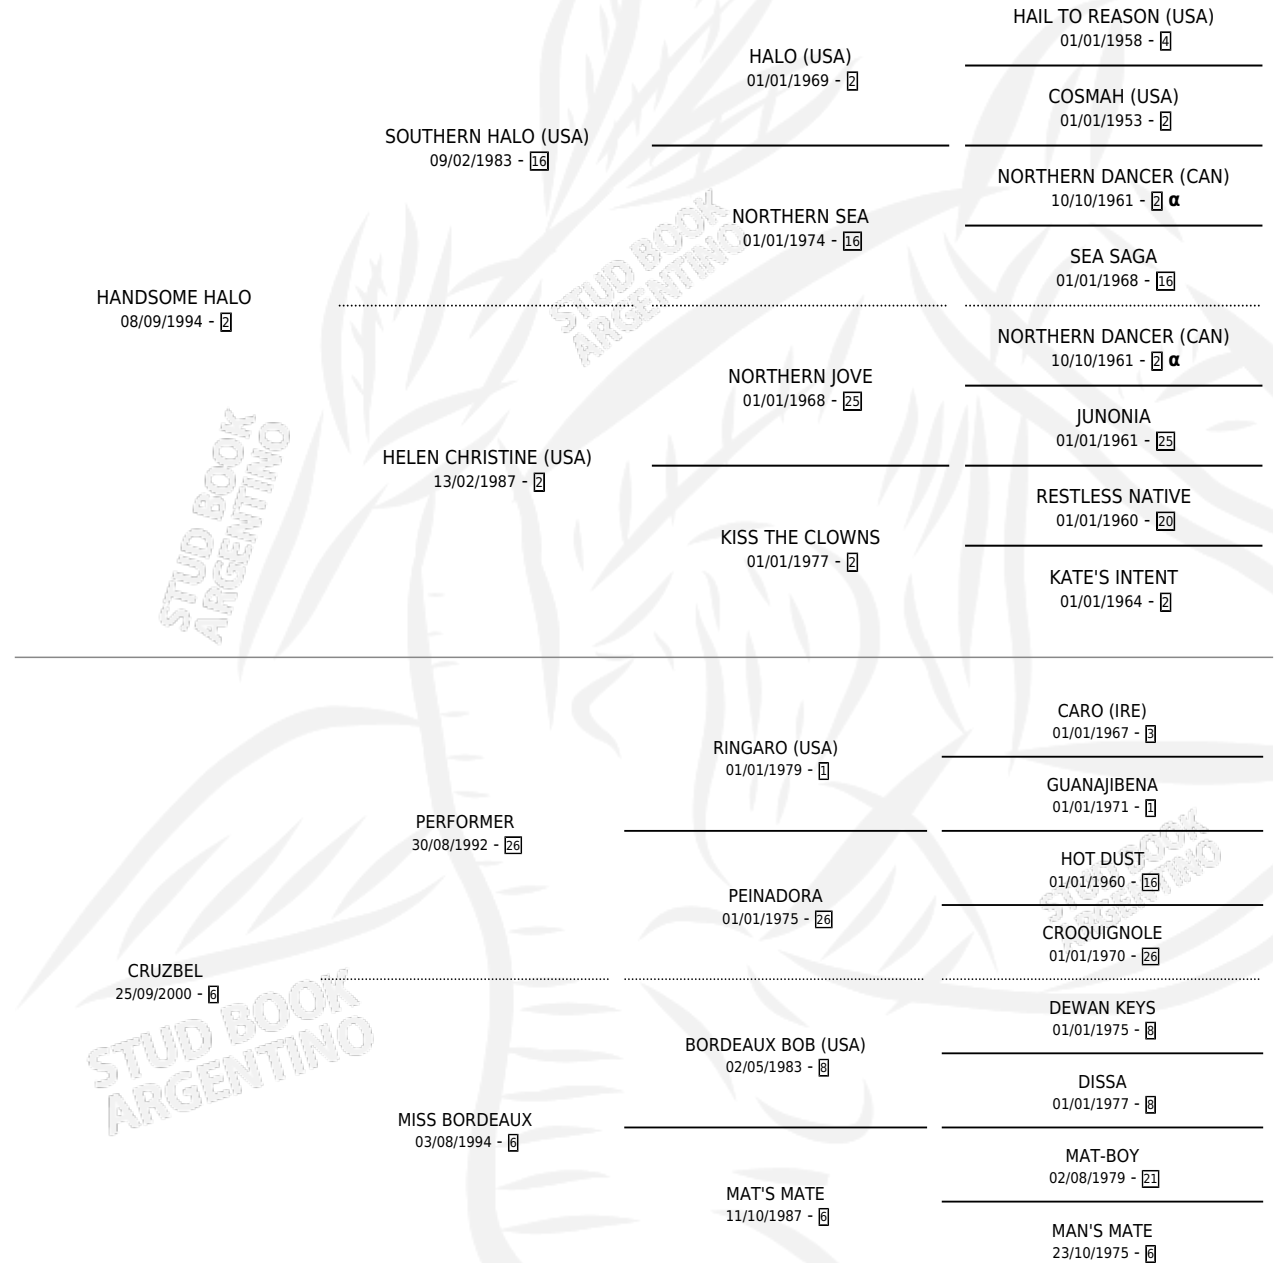 HAIL TO REASON (USA)
01/01/1958 - 4
HALO (USA)
01/01/1969 - 2
COSMAH (USA)
01/01/1953 - 2
SOUTHERN HALO (USA)
09/02/1983 - 16
NORTHERN DANCER (CAN)
10/10/1961 - 2 α
NORTHERN SEA
01/01/1974 - 16
SEA SAGA
01/01/1968 - 16
HANDSOME HALO
08/09/1994 - 2
NORTHERN DANCER (CAN)
10/10/1961 - 2 α
NORTHERN JOVE
01/01/1968 - 25
JUNONIA
01/01/1961 - 25
HELEN CHRISTINE (USA)
13/02/1987 - 2
RESTLESS NATIVE
01/01/1960 - 20
KISS THE CLOWNS
01/01/1977 - 2
KATE'S INTENT
01/01/1964 - 2
STUD BOOK
ARGENTINO
STUD BOOK
ARGENTINO
CARO (IRE)
01/01/1967 - 3
RINGARO (USA)
01/01/1979 - 1
GUANAJIBENA
01/01/1971 - 1
PERFORMER
30/08/1992 - 26
HOT DUST
01/01/1960 - 16
PEINADORA
01/01/1975 - 26
CROQUIGNOLE
01/01/1970 - 26
CRUZBEL
25/09/2000 - 6
DEWAN KEYS
01/01/1975 - 8
BORDEAUX BOB (USA)
02/05/1983 - 8
DISSA
01/01/1977 - 8
MISS BORDEAUX
03/08/1994 - 6
MAT-BOY
02/08/1979 - 21
MAT'S MATE
11/10/1987 - 6
MAN'S MATE
23/10/1975 - 6
STUD BOOK
ARGENTINO
STUD BOOK
ARGENTINO